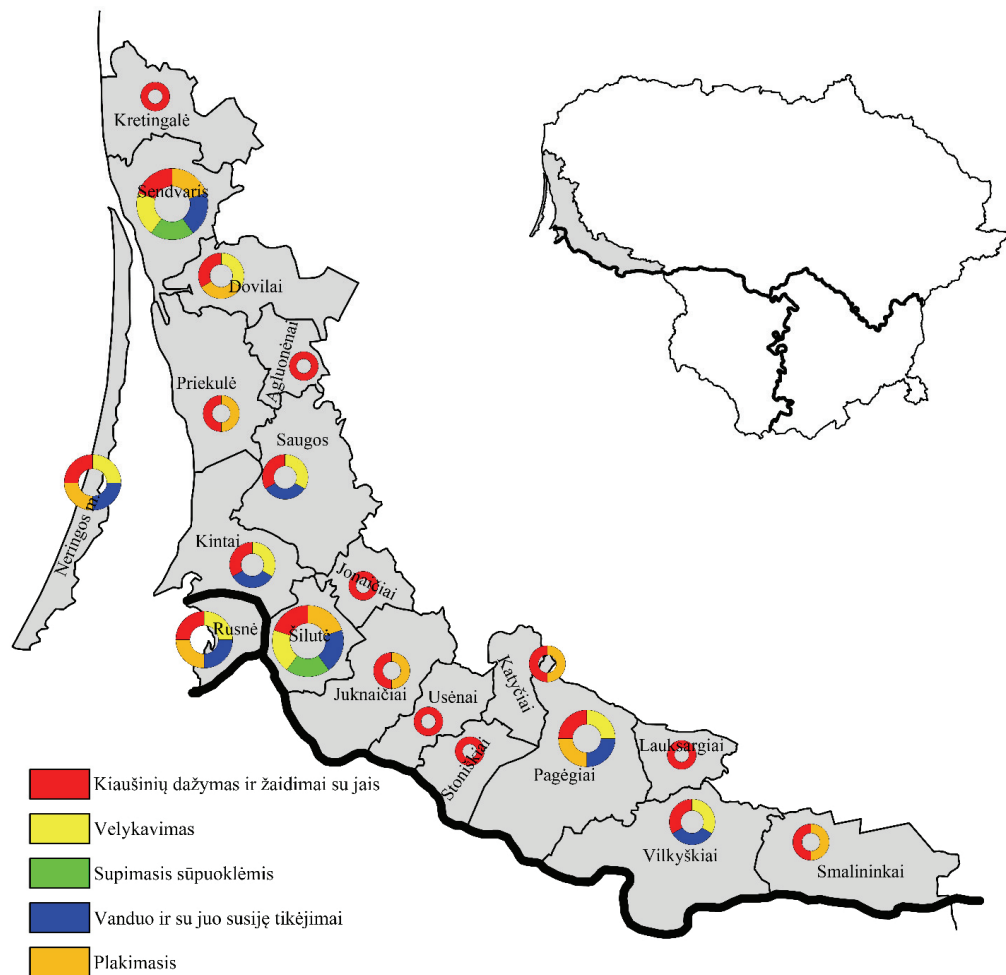 Kretingalė
Sendvaris
Dovilai
Agluonėnai
Priekulė
Saugos
Neringos m.
Kintai
Jonaičiai
Rusnė
Šilutė
Juknaičiai
Usėnai
Katyčiai
Stoniškiai
Pagėgiai
Lauksargiai
Vilkyškiai
Smalininkai
Kiaušinių dažymas ir žaidimai su jais
Velykavimas
Supimasis sūpuoklėmis
Vanduo ir su juo susiję tikėjimai
Plakimasis